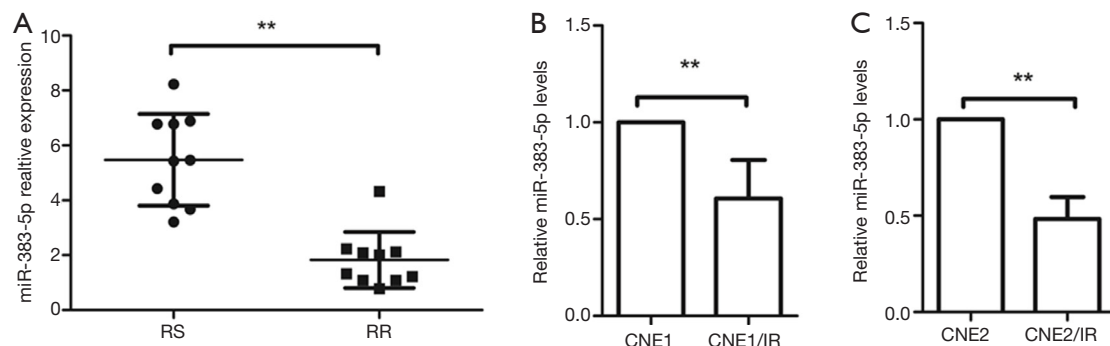 A
miR-383-5p realtive expression
10
8
6
4
2
0
**
RS
RR
B
Relative miR-383-5p levels
1.5
1.0
0.5
0.0
**
CNE1
CNE1/IR
C
Relative miR-383-5p levels
1.5
1.0
0.5
0.0
**
CNE2
CNE2/IR